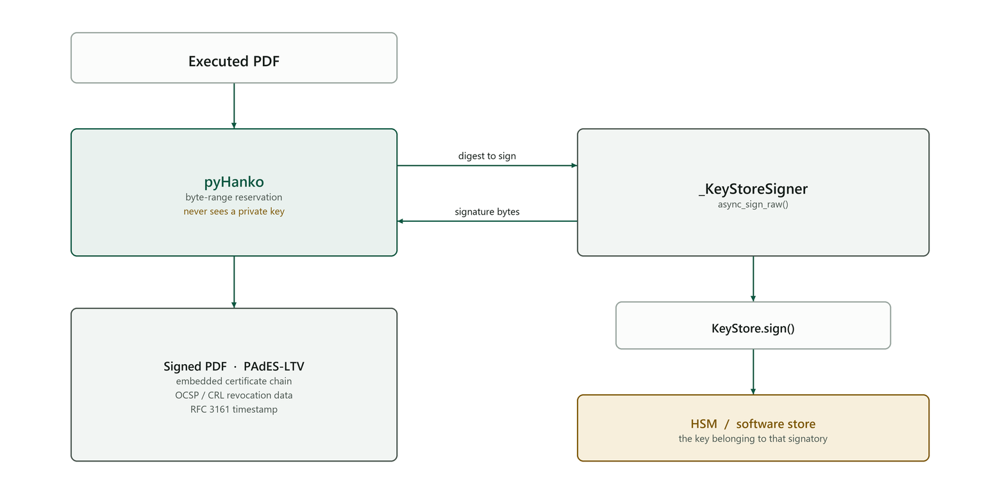 Executed PDF
pyHanko
byte-range reservation
never sees a private key
digest to sign
signature bytes
_KeyStoreSigner
async_sign_raw()
Signed PDF · PAdES-LTV
embedded certificate chain
OCSP / CRL revocation data
RFC 3161 timestamp
KeyStore.sign()
HSM / software store
the key belonging to that signatory